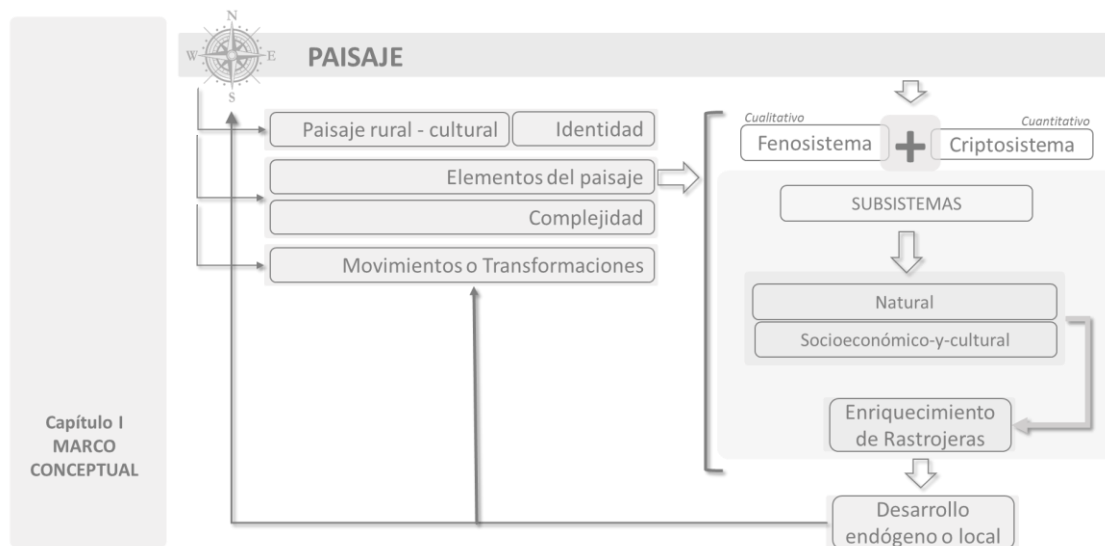 N
W
E
S
PAISAJE
Paisaje rural - cultural
Identidad
Elementos del paisaje
Complejidad
Movimientos o Transformaciones
Cualitativo
Cuantitativo
Fenosistema
+
Criptosistema
SUBSISTEMAS
Natural
Socioeconómico-y-cultural
Enriquecimiento
de Rastrojeras
Desarrollo
endógeno o local
Capítulo I
MARCO
CONCEPTUAL